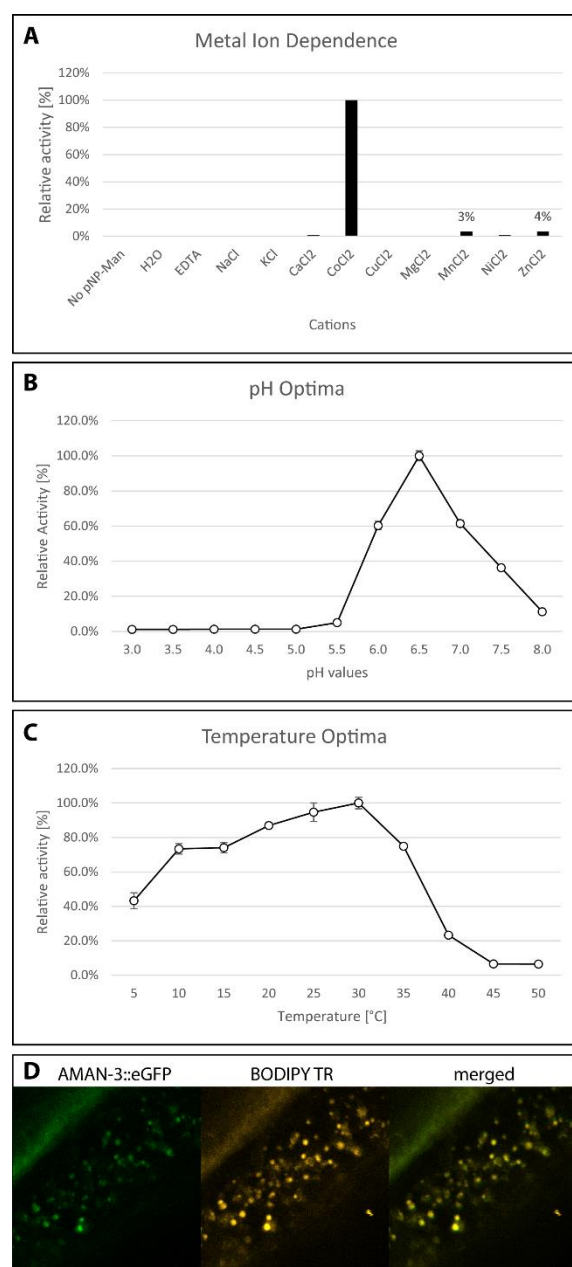 A
Metal Ion Dependence
Relative activity [%]
120%
100%
80%
60%
40%
20%
0%
3%
4%
No pNP-Man
H2O
EDTA
NaCl
KCl
CaCl2
CoCl2
CuCl2
MgCl2
MnCl2
NiCl2
ZnCl2
Cations
B
pH Optima
Relative Activity [%]
120.0%
100.0%
80.0%
60.0%
40.0%
20.0%
0.0%
3.0 3.5 4.0 4.5 5.0 5.5 6.0 6.5 7.0 7.5 8.0
pH values
C
Temperature Optima
Relative activity [%]
120.0%
100.0%
80.0%
60.0%
40.0%
20.0%
0.0%
5 10 15 20 25 30 35 40 45 50
Temperature [°C]
D AMAN-3::eGFP BODIPY TR merged